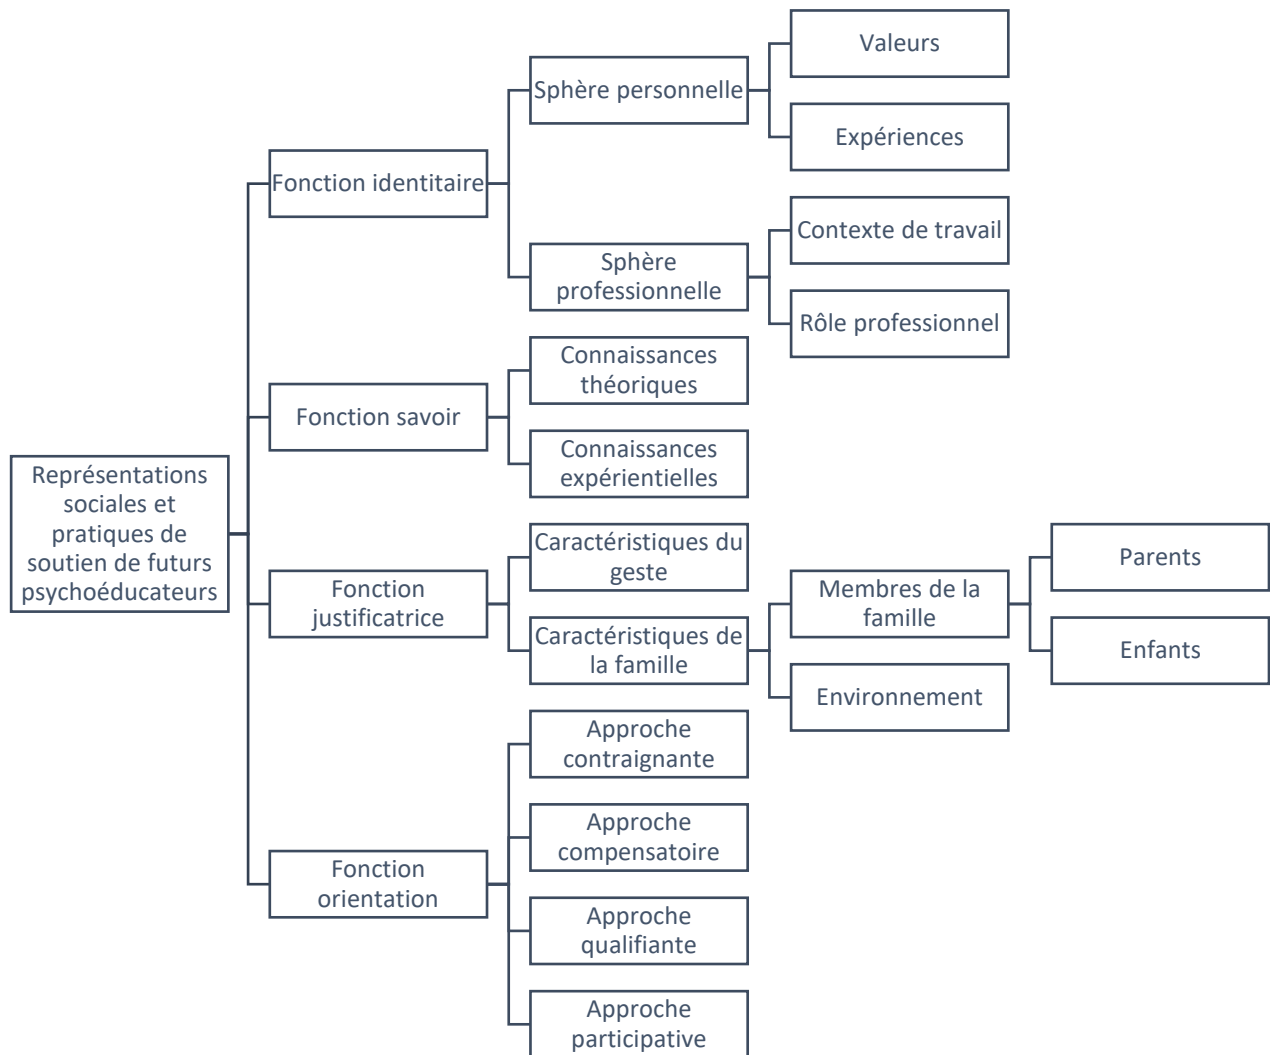 Représentations
sociales et
pratiques de
soutien de futurs
psychoéducateurs
Fonction identitaire
Sphère personnelle
Valeurs
Expériences
Sphère
professionnelle
Contexte de travail
Rôle professionnel
Fonction savoir
Connaissances
théoriques
Connaissances
expérientielles
Fonction
justificatrice
Caractéristiques du
geste
Caractéristiques de
la famille
Membres de la
famille
Parents
Enfants
Environnement
Fonction
orientation
Approche
contraignante
Approche
compensatoire
Approche
qualifiante
Approche
participative